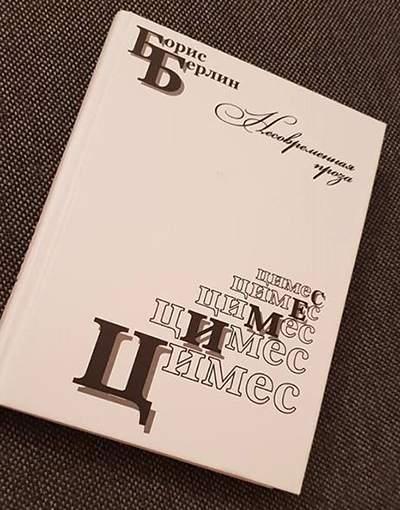 Борис
Берлин
Несовременная
проза
цимеС
цимЕс
циМес
цИмес
Цимес